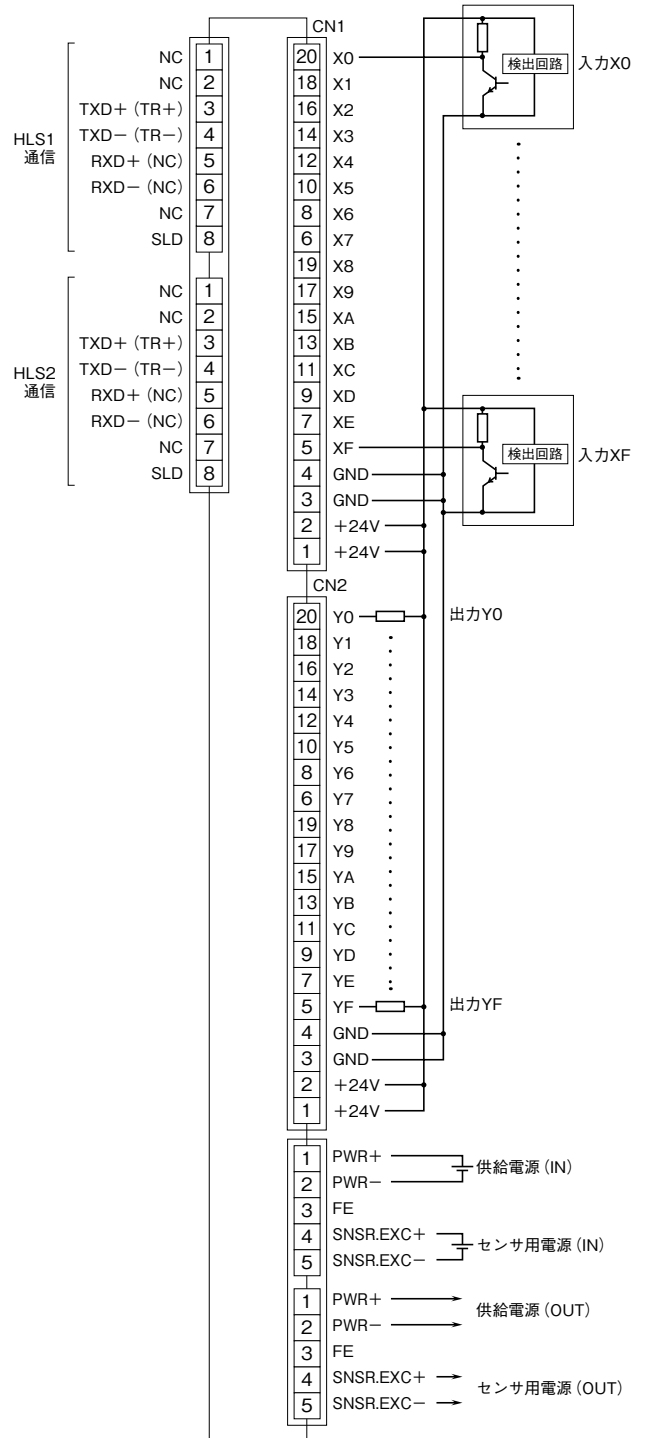 HLS1
通信
NC 1
NC 2
TXD+(TR+) 3
TXD−(TR−) 4
RXD+(NC) 5
RXD−(NC) 6
NC 7
SLD 8
HLS2
通信
NC 1
NC 2
TXD+(TR+) 3
TXD−(TR−) 4
RXD+(NC) 5
RXD−(NC) 6
NC 7
SLD 8
CN1
20 X0
18 X1
16 X2
14 X3
12 X4
10 X5
8 X6
6 X7
19 X8
17 X9
15 XA
13 XB
11 XC
9 XD
7 XE
5 XF
4 GND
3 GND
2 +24V
1 +24V
検出回路 入力X0
検出回路 入力XF
CN2
20 Y0 出力Y0
18 Y1
16 Y2
14 Y3
12 Y4
10 Y5
8 Y6
6 Y7
19 Y8
17 Y9
15 YA
13 YB
11 YC
9 YD
7 YE
5 YF 出力YF
4 GND
3 GND
2 +24V
1 +24V
1 PWR+
供給電源(IN)
2 PWR−
3 FE
4 SNSR.EXC+
センサ用電源(IN)
5 SNSR.EXC−
1 PWR+
供給電源(OUT)
2 PWR−
3 FE
4 SNSR.EXC+
センサ用電源(OUT)
5 SNSR.EXC−